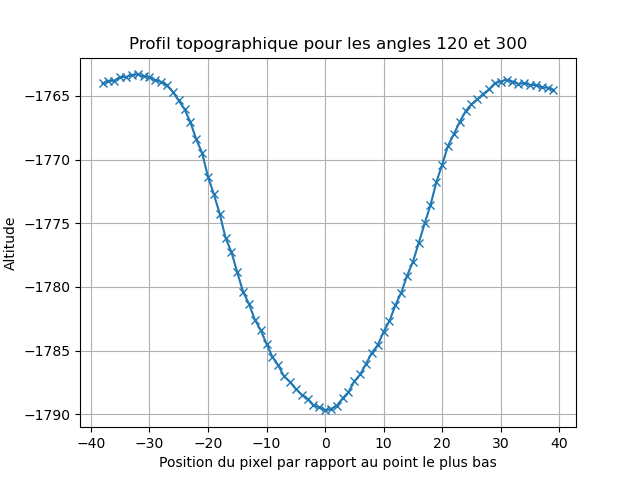 Profil topographique pour les angles 120 et 300
Altitude
−1765
−1770
−1775
−1780
−1785
−1790
−40 −30 −20 −10 0 10 20 30 40
Position du pixel par rapport au point le plus bas